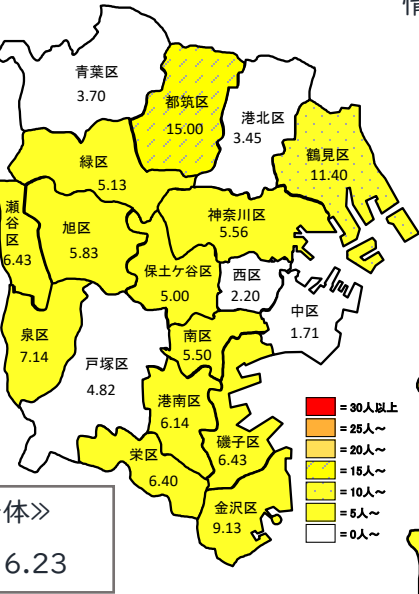 青葉区
3.70
都筑区
15.00
港北区
3.45
鶴見区
11.40
緑区
5.13
瀬谷区
6.43
旭区
5.83
神奈川区
5.56
保土ケ谷区
5.00
西区
2.20
中区
1.71
泉区
7.14
戸塚区
4.82
南区
5.50
港南区
6.14
磯子区
6.43
栄区
6.40
金沢区
9.13
= 30人以上
= 25人～
= 20人～
= 15人～
= 10人～
= 5人～
= 0人～
体≫
6.23